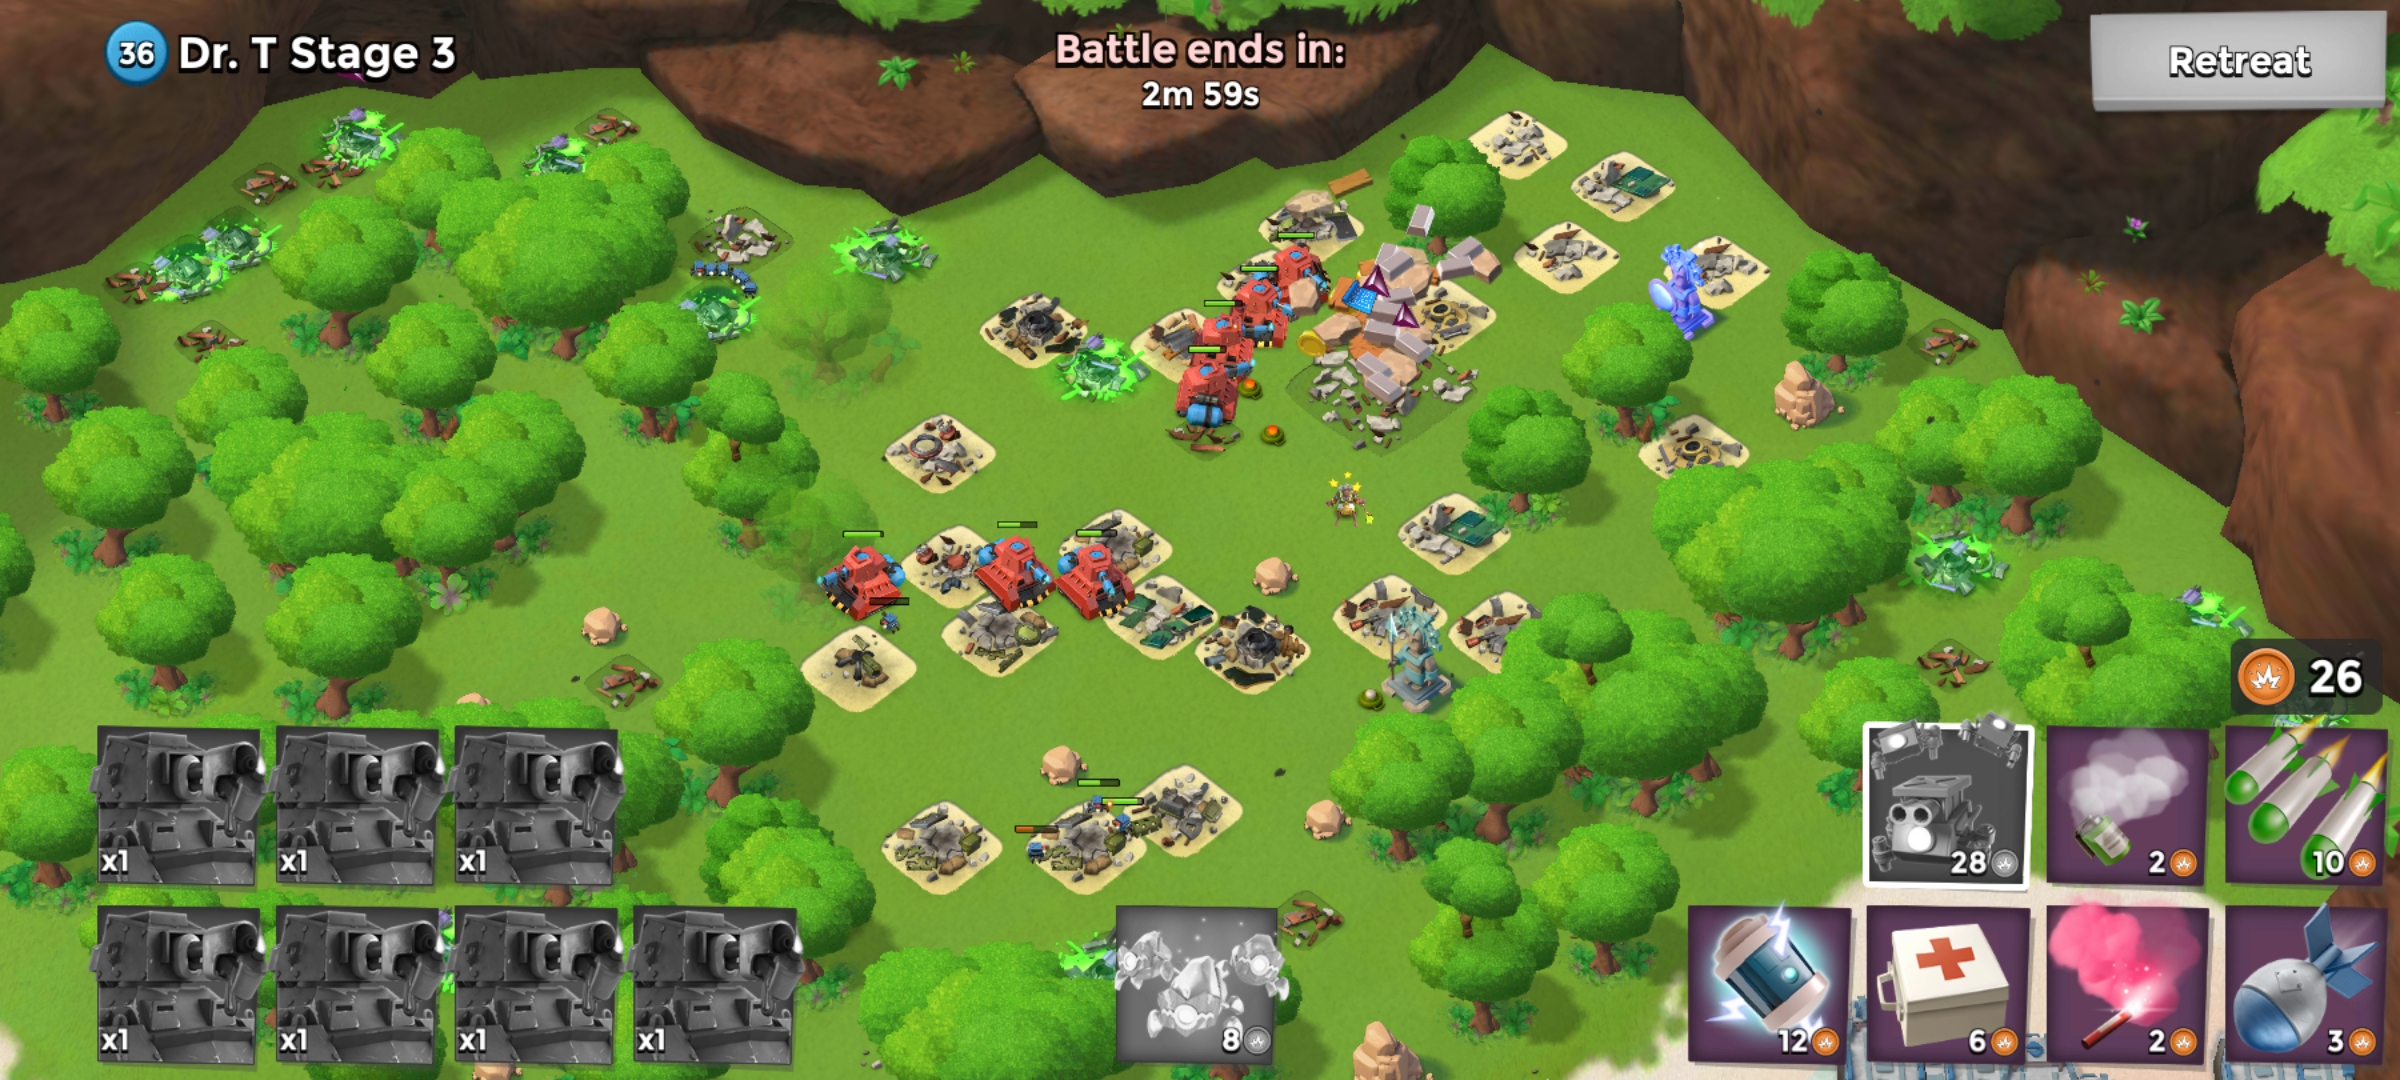 36 Dr. T Stage 3
Battle ends in:
2m 59s
Retreat
26
x1 x1 x1
28 2 10
x1 x1 x1 x1
8
12 6 2 3